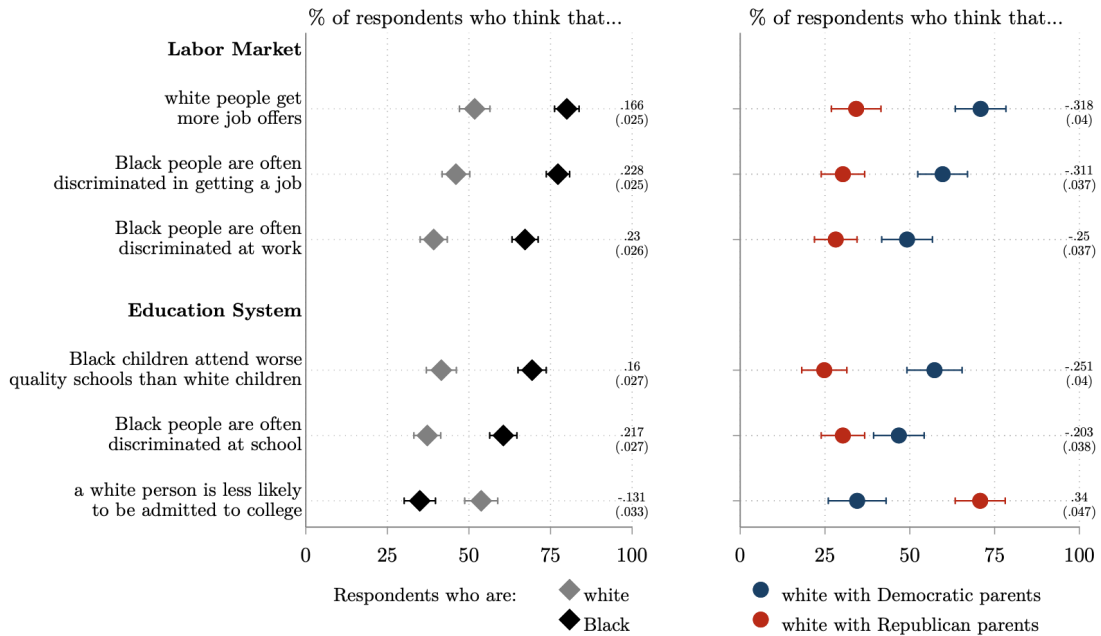 % of respondents who think that...
% of respondents who think that...
Labor Market
white people get
more job offers
.166
(.025)
-.318
(.04)
Black people are often
discriminated in getting a job
.228
(.025)
-.311
(.037)
Black people are often
discriminated at work
.23
(.026)
-.25
(.037)
Education System
Black children attend worse
quality schools than white children
.16
(.027)
-.251
(.04)
Black people are often
discriminated at school
.217
(.027)
-.203
(.038)
a white person is less likely
to be admitted to college
-.131
(.033)
.34
(.047)
0 25 50 75 100
0 25 50 75 100
Respondents who are:
white
Black
white with Democratic parents
white with Republican parents